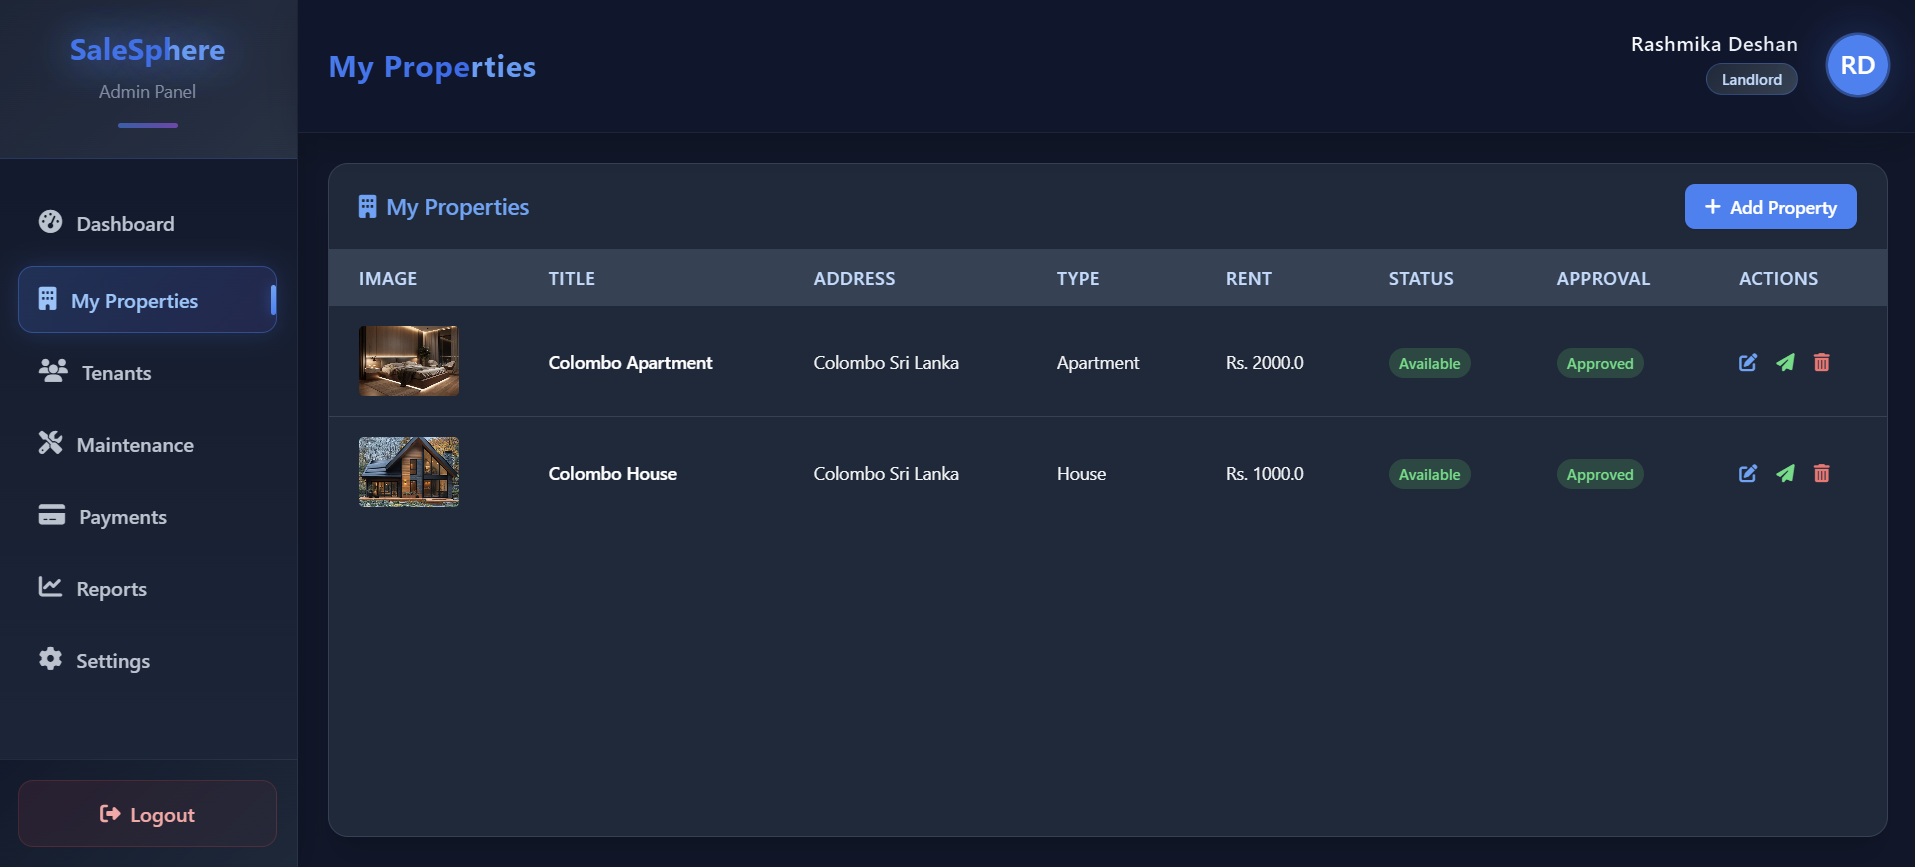 SaleSphere
Admin Panel
Dashboard
My Properties
Tenants
Maintenance
Payments
Reports
Settings
Logout
My Properties
Rashmika Deshan
Landlord
RD
My Properties
Add Property
IMAGE TITLE ADDRESS TYPE RENT STATUS APPROVAL ACTIONS
Colombo Apartment Colombo Sri Lanka Apartment Rs. 2000.0 Available Approved
Colombo House Colombo Sri Lanka House Rs. 1000.0 Available Approved